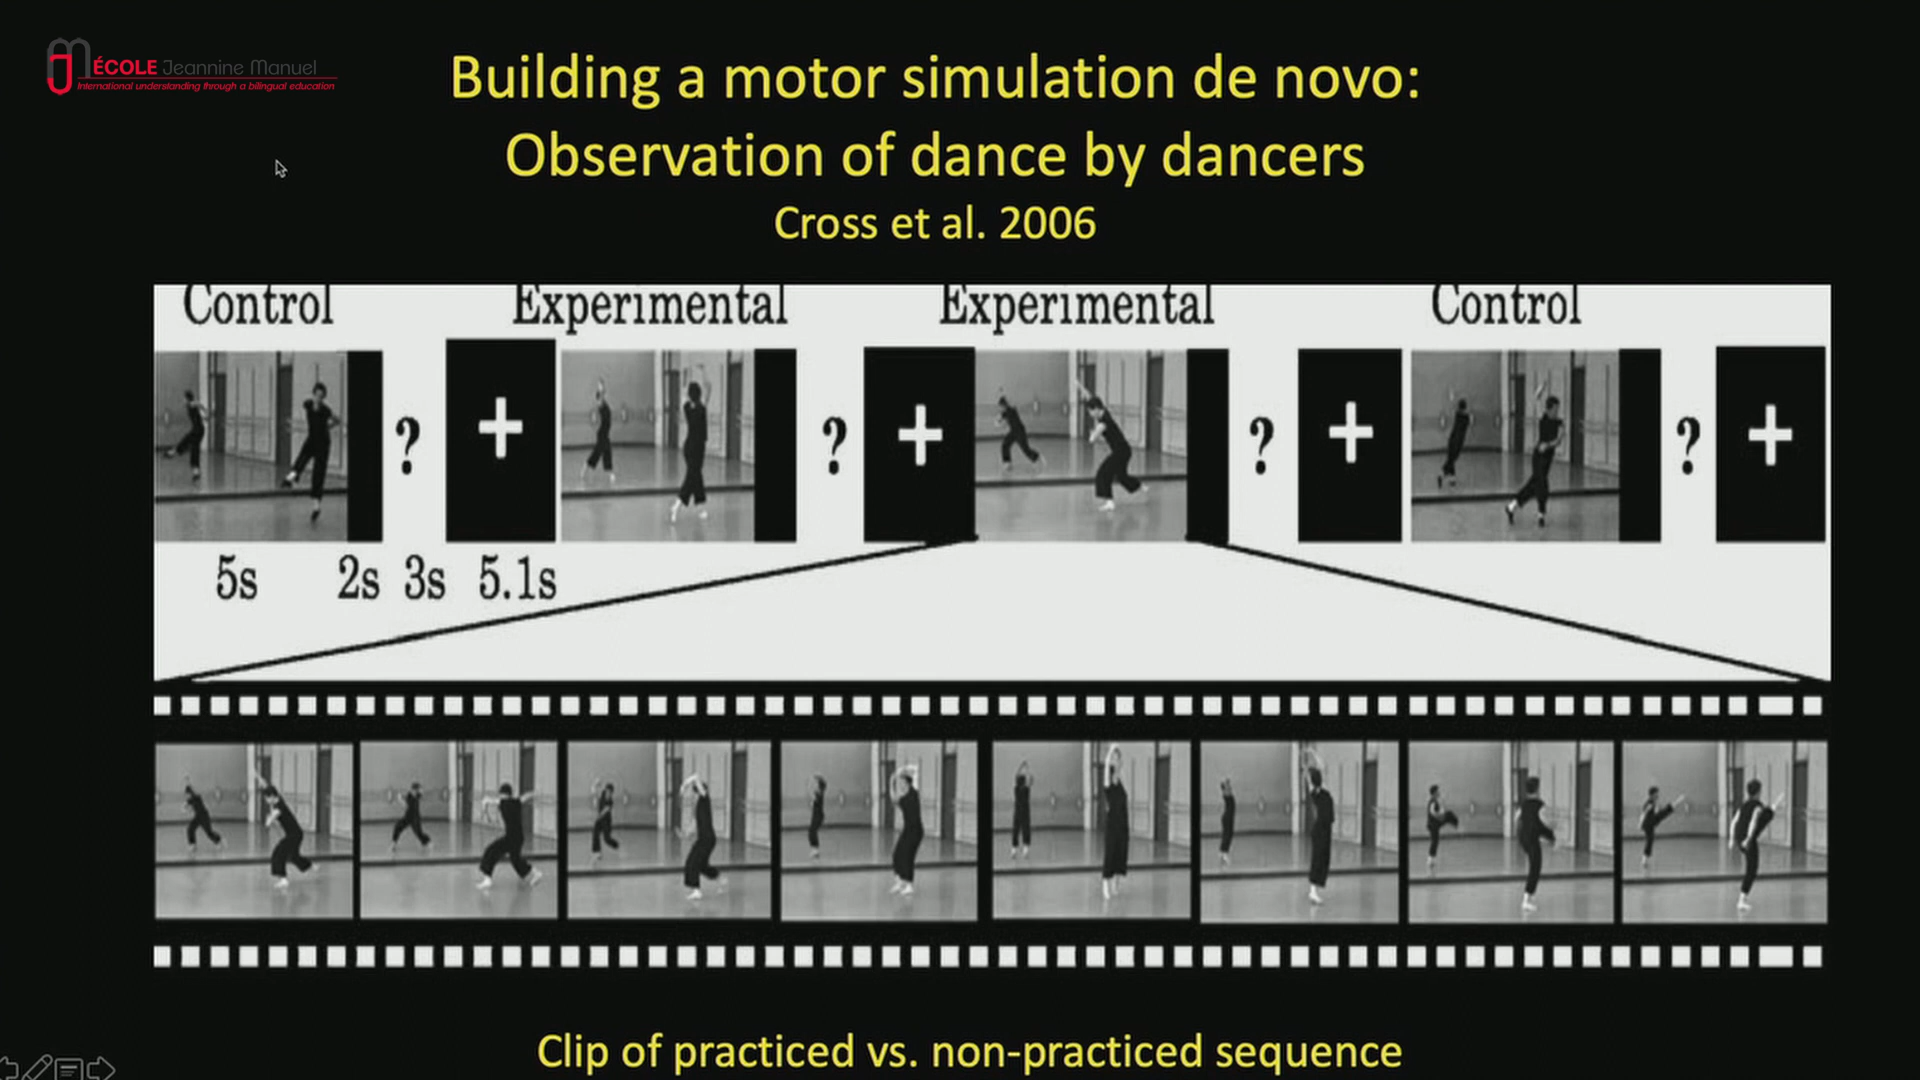 ÉCOLE Jeannine Manuel
International understanding through a bilingual education
Building a motor simulation de novo:
Observation of dance by dancers
Cross et al. 2006
Control Experimental Experimental Control
? + ? + ? + ? +
5s 2s 3s 5.1s
Clip of practiced vs. non-practiced sequence